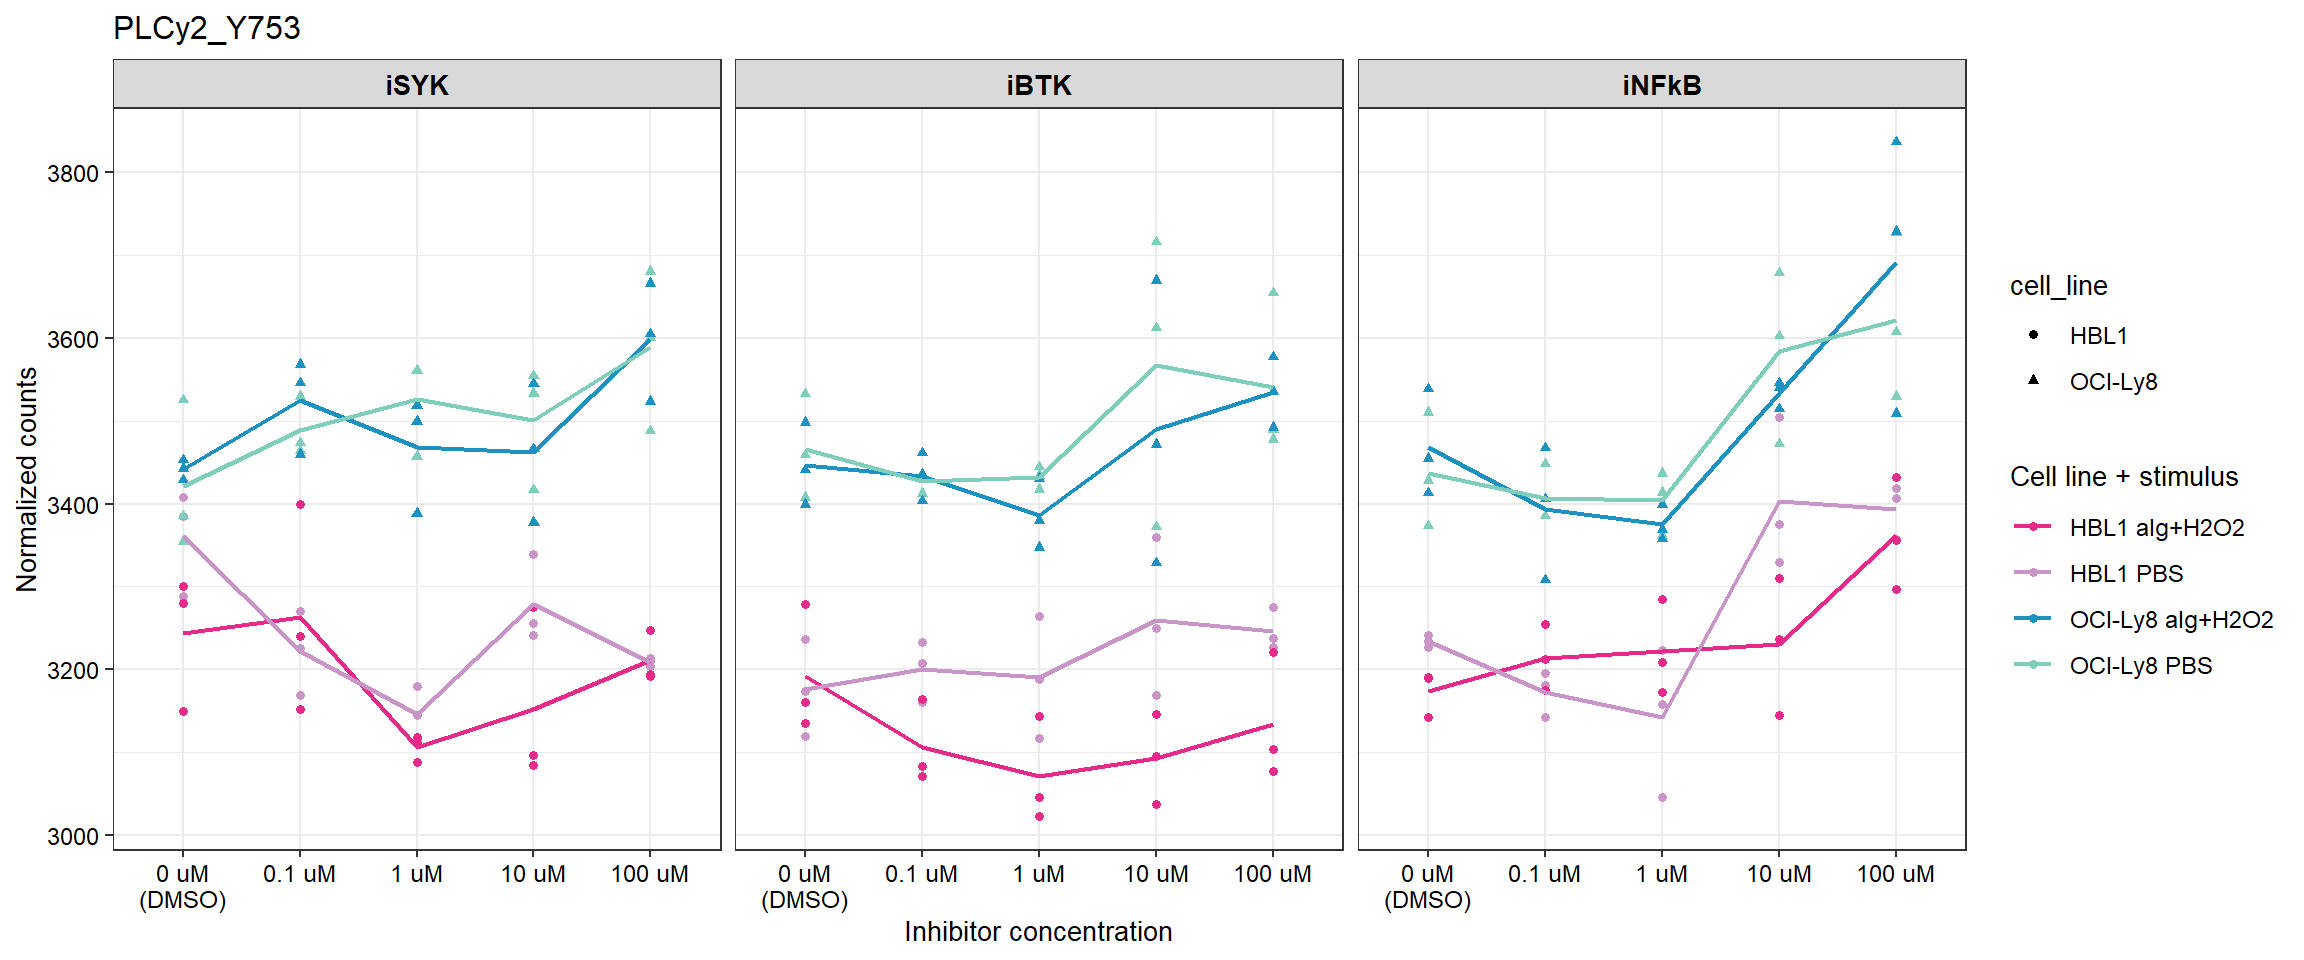 PLCy2_Y753
iSYK
iBTK
iNFkB
Normalized counts
3800
3600
3400
3200
3000
0 uM
(DMSO)
0.1 uM
1 uM
10 uM
100 uM
0 uM
(DMSO)
0.1 uM
1 uM
10 uM
100 uM
0 uM
(DMSO)
0.1 uM
1 uM
10 uM
100 uM
Inhibitor concentration
cell_line
HBL1
OCI-Ly8
Cell line + stimulus
HBL1 aIg+H2O2
HBL1 PBS
OCI-Ly8 aIg+H2O2
OCI-Ly8 PBS